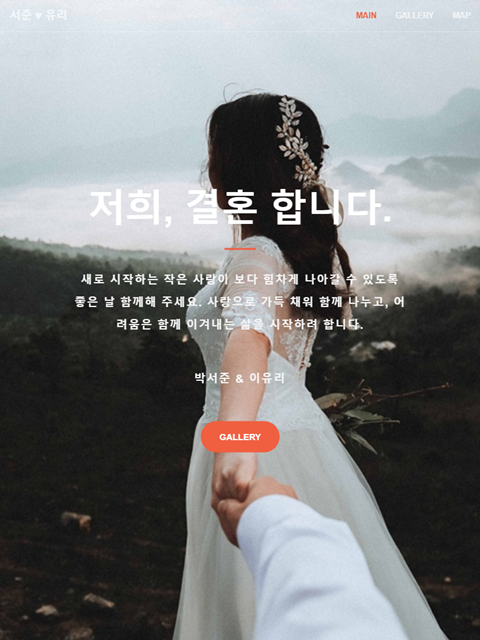 서준 ♥ 유리
MAIN GALLERY MAP
저희, 결혼 합니다.
새로 시작하는 작은 사랑이 보다 힘차게 나아갈 수 있도록
좋은 날 함께해 주세요. 사랑으로 가득 채워 함께 나누고, 어
려움은 함께 이겨내는 삶을 시작하려 합니다.
박서준 & 이유리
GALLERY